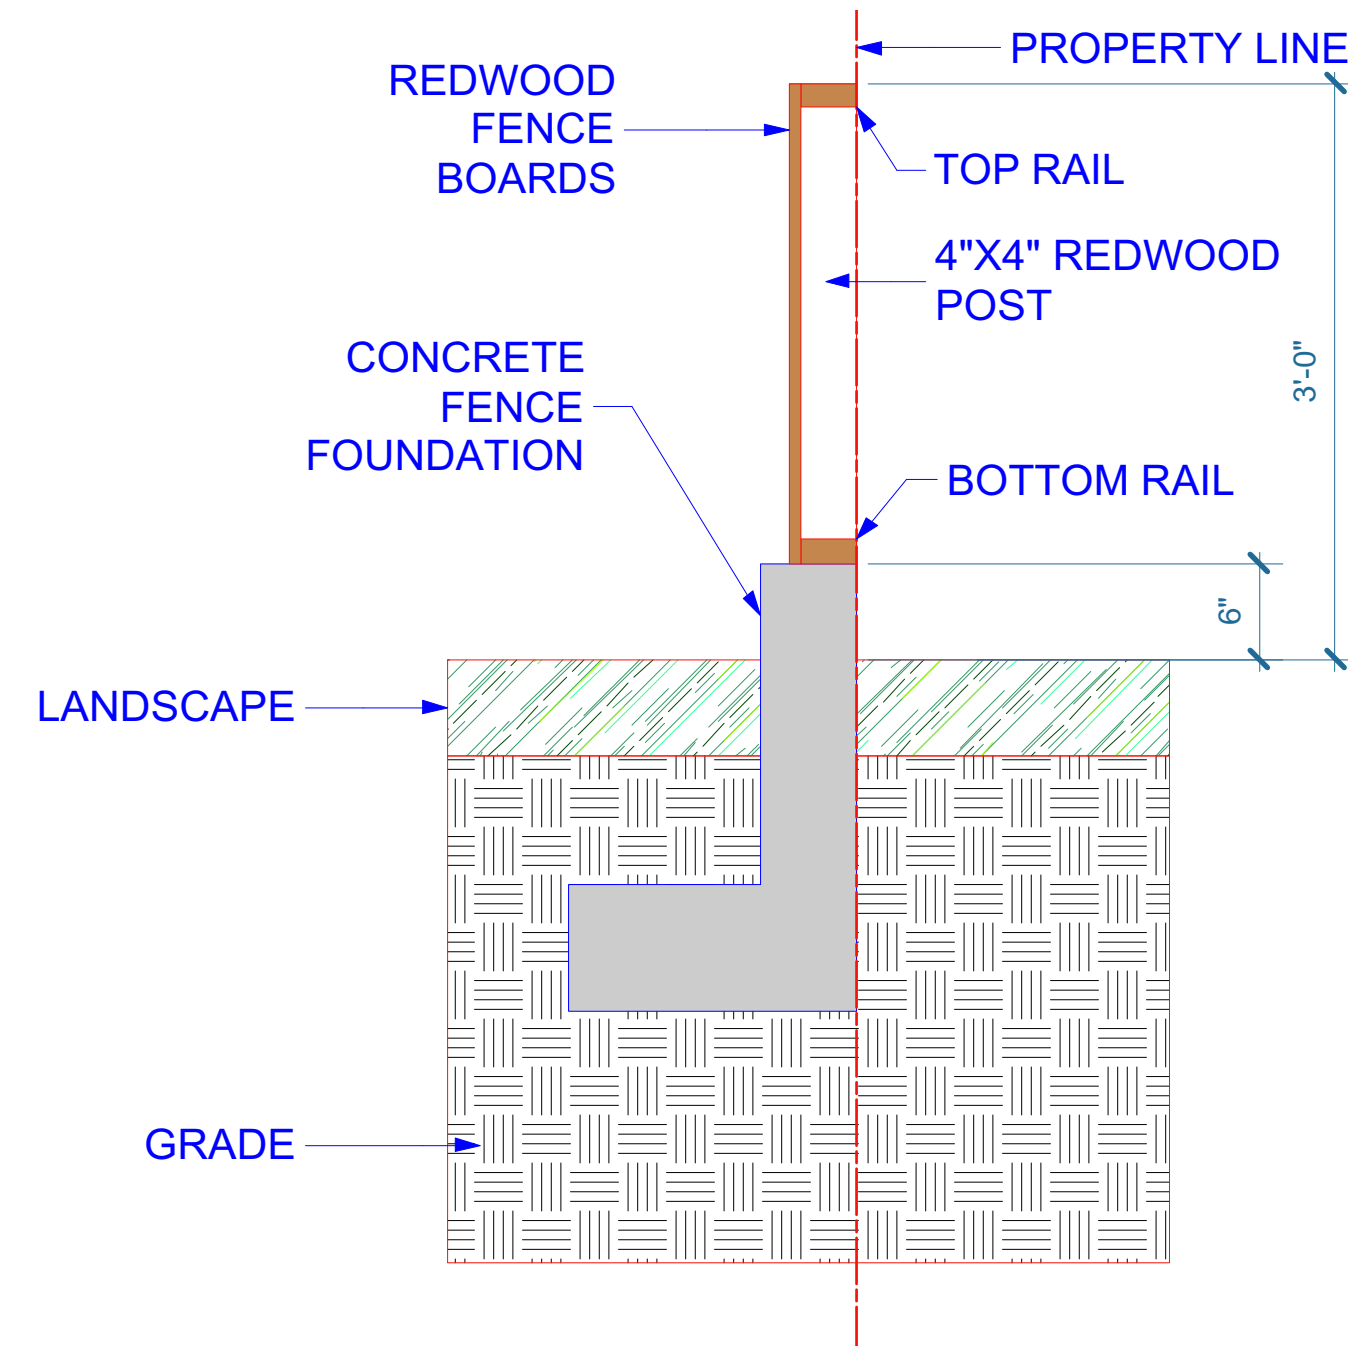 PROPERTY LINE
REDWOOD
FENCE
BOARDS
TOP RAIL
4"X4" REDWOOD
POST
CONCRETE
FENCE
FOUNDATION
3'-0"
BOTTOM RAIL
6"
LANDSCAPE
GRADE